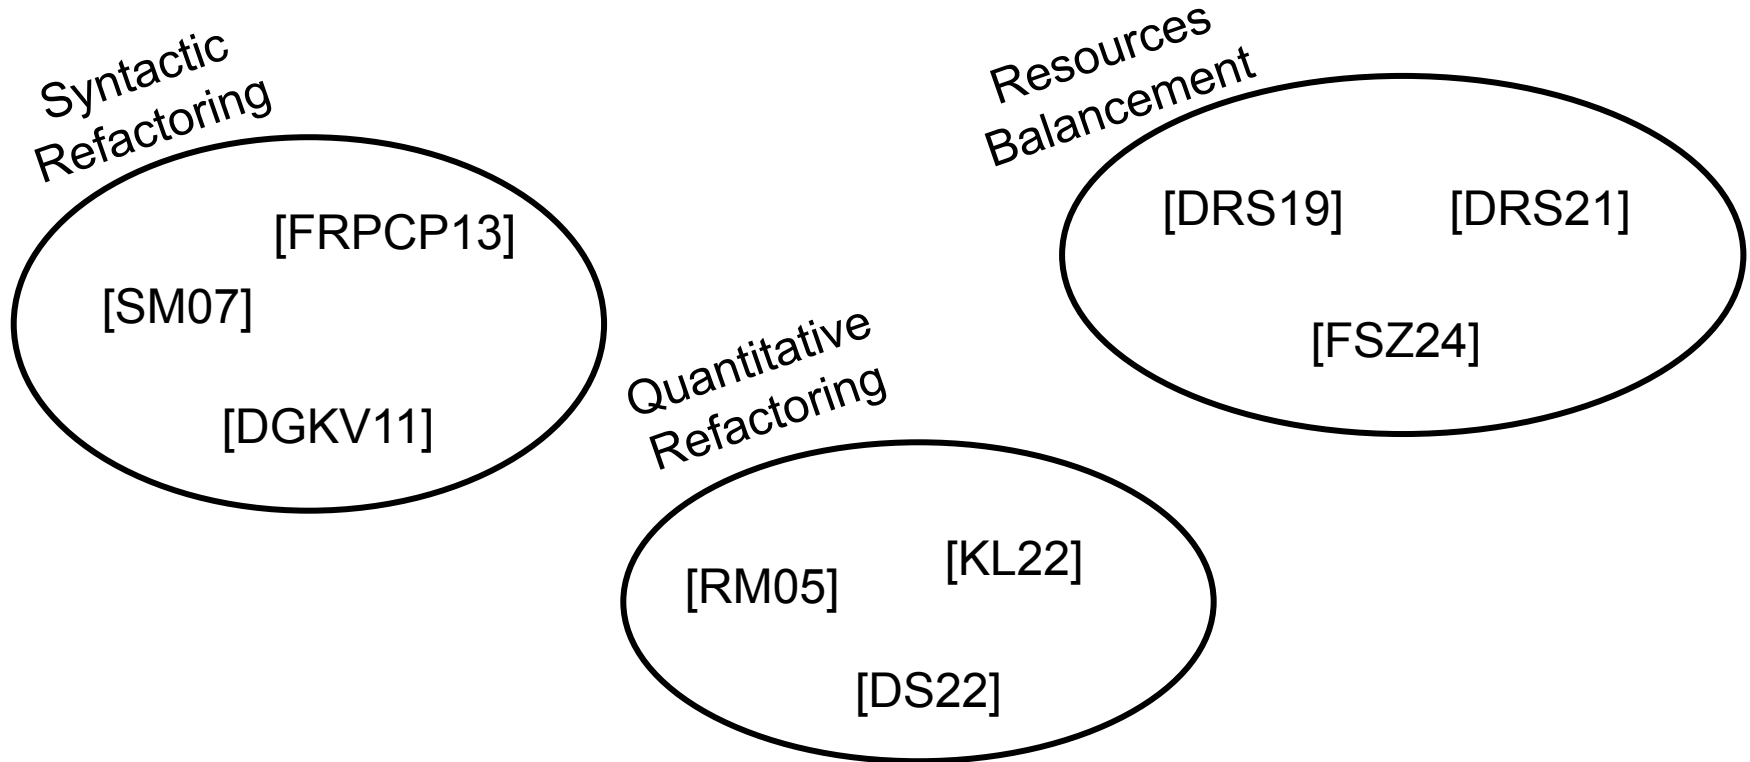 Syntactic
Refactoring
[FRPCP13]
[SM07]
[DGKV11]
Quantitative
Refactoring
[KL22]
[RM05]
[DS22]
Resources
Balancement
[DRS19] [DRS21]
[FSZ24]